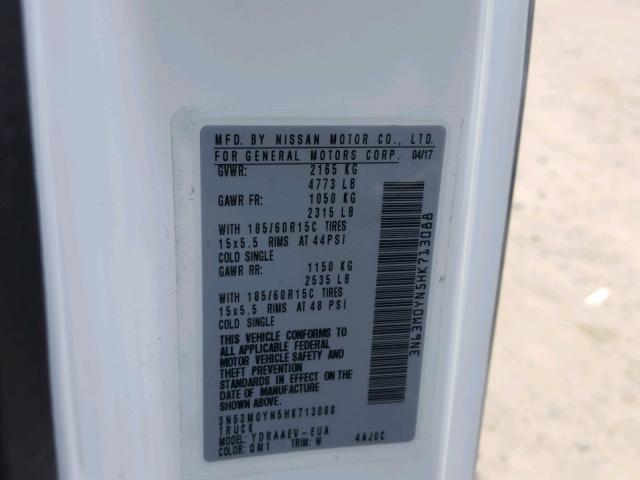 MFD. BY NISSAN MOTOR CO., LTD.
FOR GENERAL MOTORS CORP. 04/17
GVWR: 2165 KG
4773 LB
GAWR FR: 1050 KG
2315 LB
WITH 185/60R15C TIRES
15x5.5 RIMS AT 44PSI
COLD SINGLE
GAWR RR: 1150 KG
2535 LB
WITH 185/60R15C TIRES
15x5.5 RIMS AT 48 PSI
COLD SINGLE
THIS VEHICLE CONFORMS TO
ALL APPLICABLE FEDERAL
MOTOR VEHICLE SAFETY AND
THEFT PREVENTION
STANDARDS IN EFFECT ON THE
DATE OF MANUFACTURE
3N63M0YN5HK713088
TRUCK
MODEL: YDRAAEV-EUA
COLOR: QM1 TRIM: W 4AJ0C
3N63M0YN5HK713088